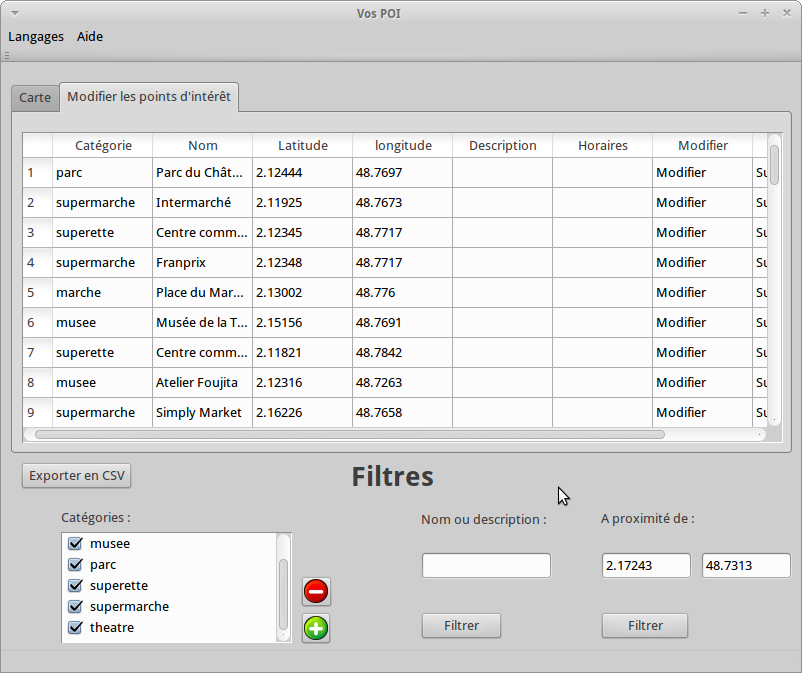 Vos POI
Langages Aide
Carte Modifier les points d'intérêt
Catégorie Nom Latitude longitude Description Horaires Modifier
1 parc Parc du Chât... 2.12444 48.7697 Modifier Su
2 supermarche Intermarché 2.11925 48.7673 Modifier Su
3 superette Centre comm... 2.12345 48.7717 Modifier Su
4 supermarche Franprix 2.12348 48.7717 Modifier Su
5 marche Place du Mar... 2.13002 48.776 Modifier Su
6 musee Musée de la T... 2.15156 48.7691 Modifier Su
7 superette Centre comm... 2.11821 48.7842 Modifier Su
8 musee Atelier Foujita 2.12316 48.7263 Modifier Su
9 supermarche Simply Market 2.16226 48.7658 Modifier Su
Exporter en CSV
Filtres
Catégories : Nom ou description : A proximité de :
musee
parc
superette
supermarche
theatre
2.17243 48.7313
Filtrer Filtrer